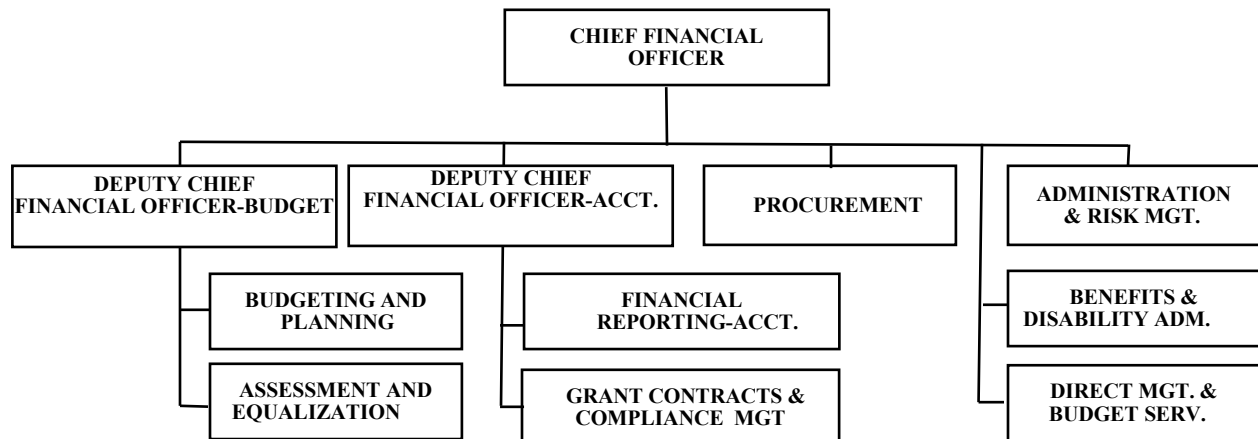 CHIEF FINANCIAL
OFFICER
DEPUTY CHIEF
FINANCIAL OFFICER-BUDGET
DEPUTY CHIEF
FINANCIAL OFFICER-ACCT.
PROCUREMENT
ADMINISTRATION
& RISK MGT.
BUDGETING AND
PLANNING
FINANCIAL
REPORTING-ACCT.
BENEFITS &
DISABILITY ADM.
ASSESSMENT AND
EQUALIZATION
GRANT CONTRACTS &
COMPLIANCE MGT
DIRECT MGT. &
BUDGET SERV.